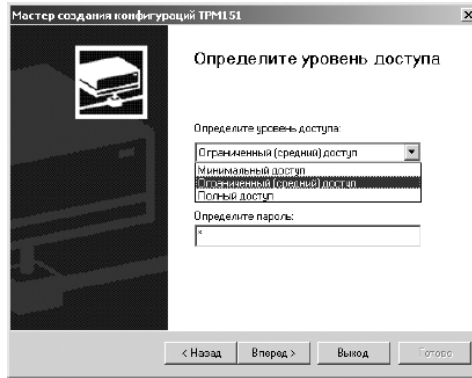 Мастер создания конфигураций ТРМ151
Определите уровень доступа
Определите уровень доступа:
Ограниченный (средний) доступ
Минимальный доступ
Ограниченный (средний) доступ
Полный доступ
Определите пароль:
*
< Назад Вперед > Выход Готово